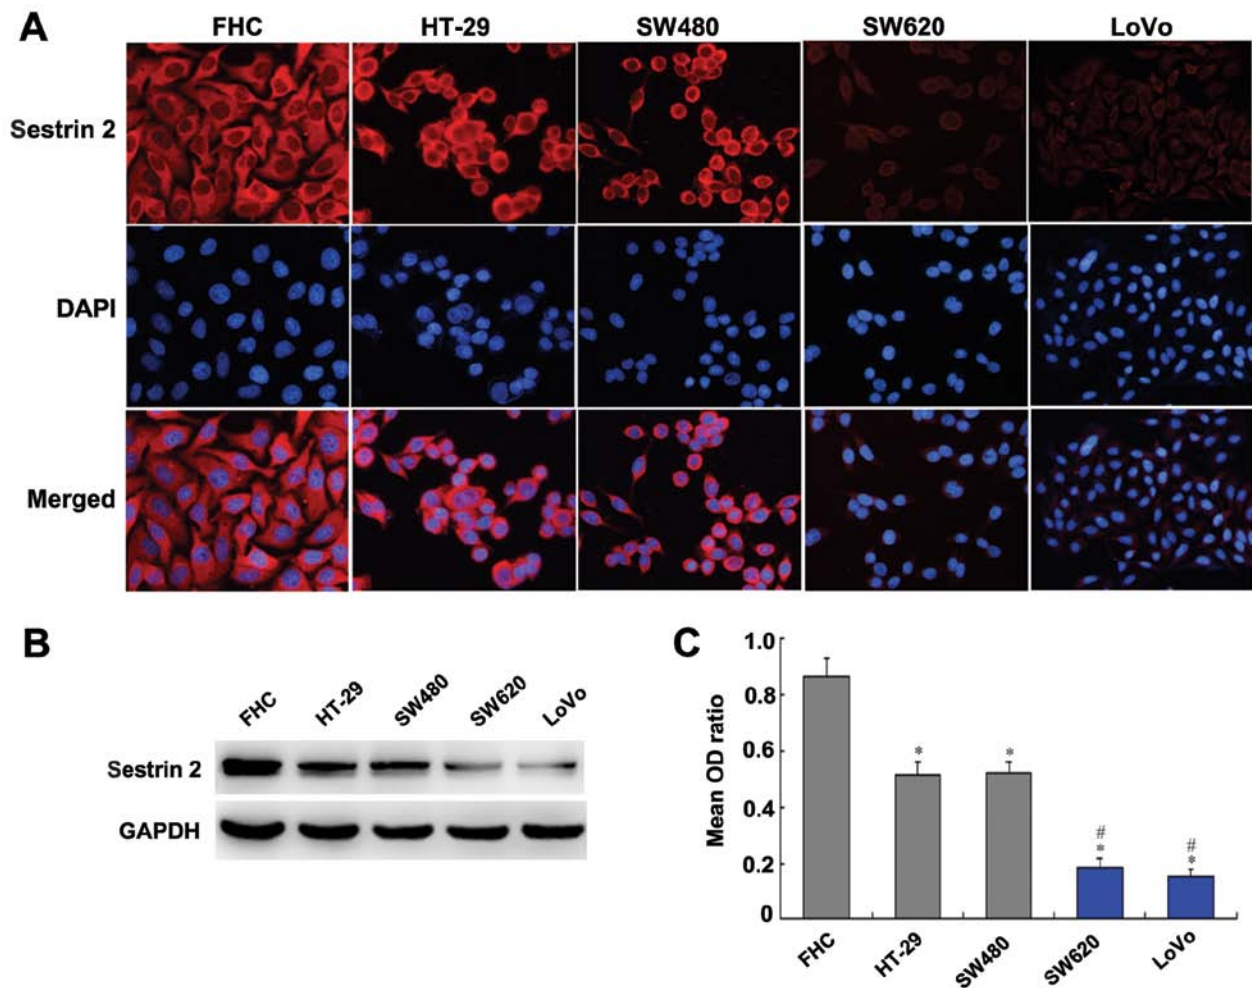 A
FHC HT-29 SW480 SW620 LoVo
Sestrin 2
DAPI
Merged
B
FHC HT-29 SW480 SW620 LoVo
Sestrin 2
GAPDH
C
Mean OD ratio
1.0
0.8
0.6
0.4
0.2
0
*
*
#
*
#
*
FHC HT-29 SW480 SW620 LoVo